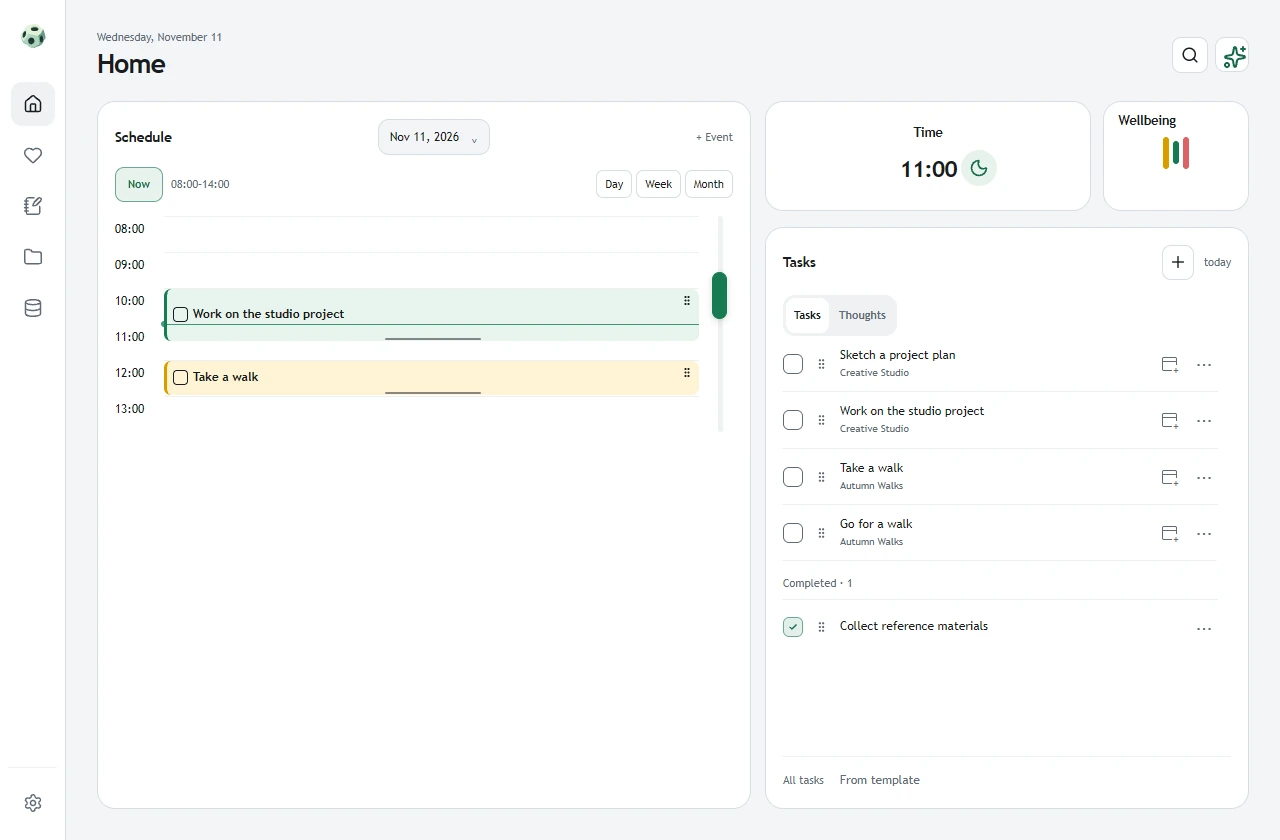 Wednesday, November 11
Home
Schedule
Nov 11, 2026
+ Event
Now
08:00-14:00
Day
Week
Month
08:00
09:00
10:00
Work on the studio project
11:00
12:00
Take a walk
13:00
Time
11:00
Wellbeing
Tasks
today
Tasks
Thoughts
Sketch a project plan
Creative Studio
Work on the studio project
Creative Studio
Take a walk
Autumn Walks
Go for a walk
Autumn Walks
Completed · 1
Collect reference materials
All tasks
From template